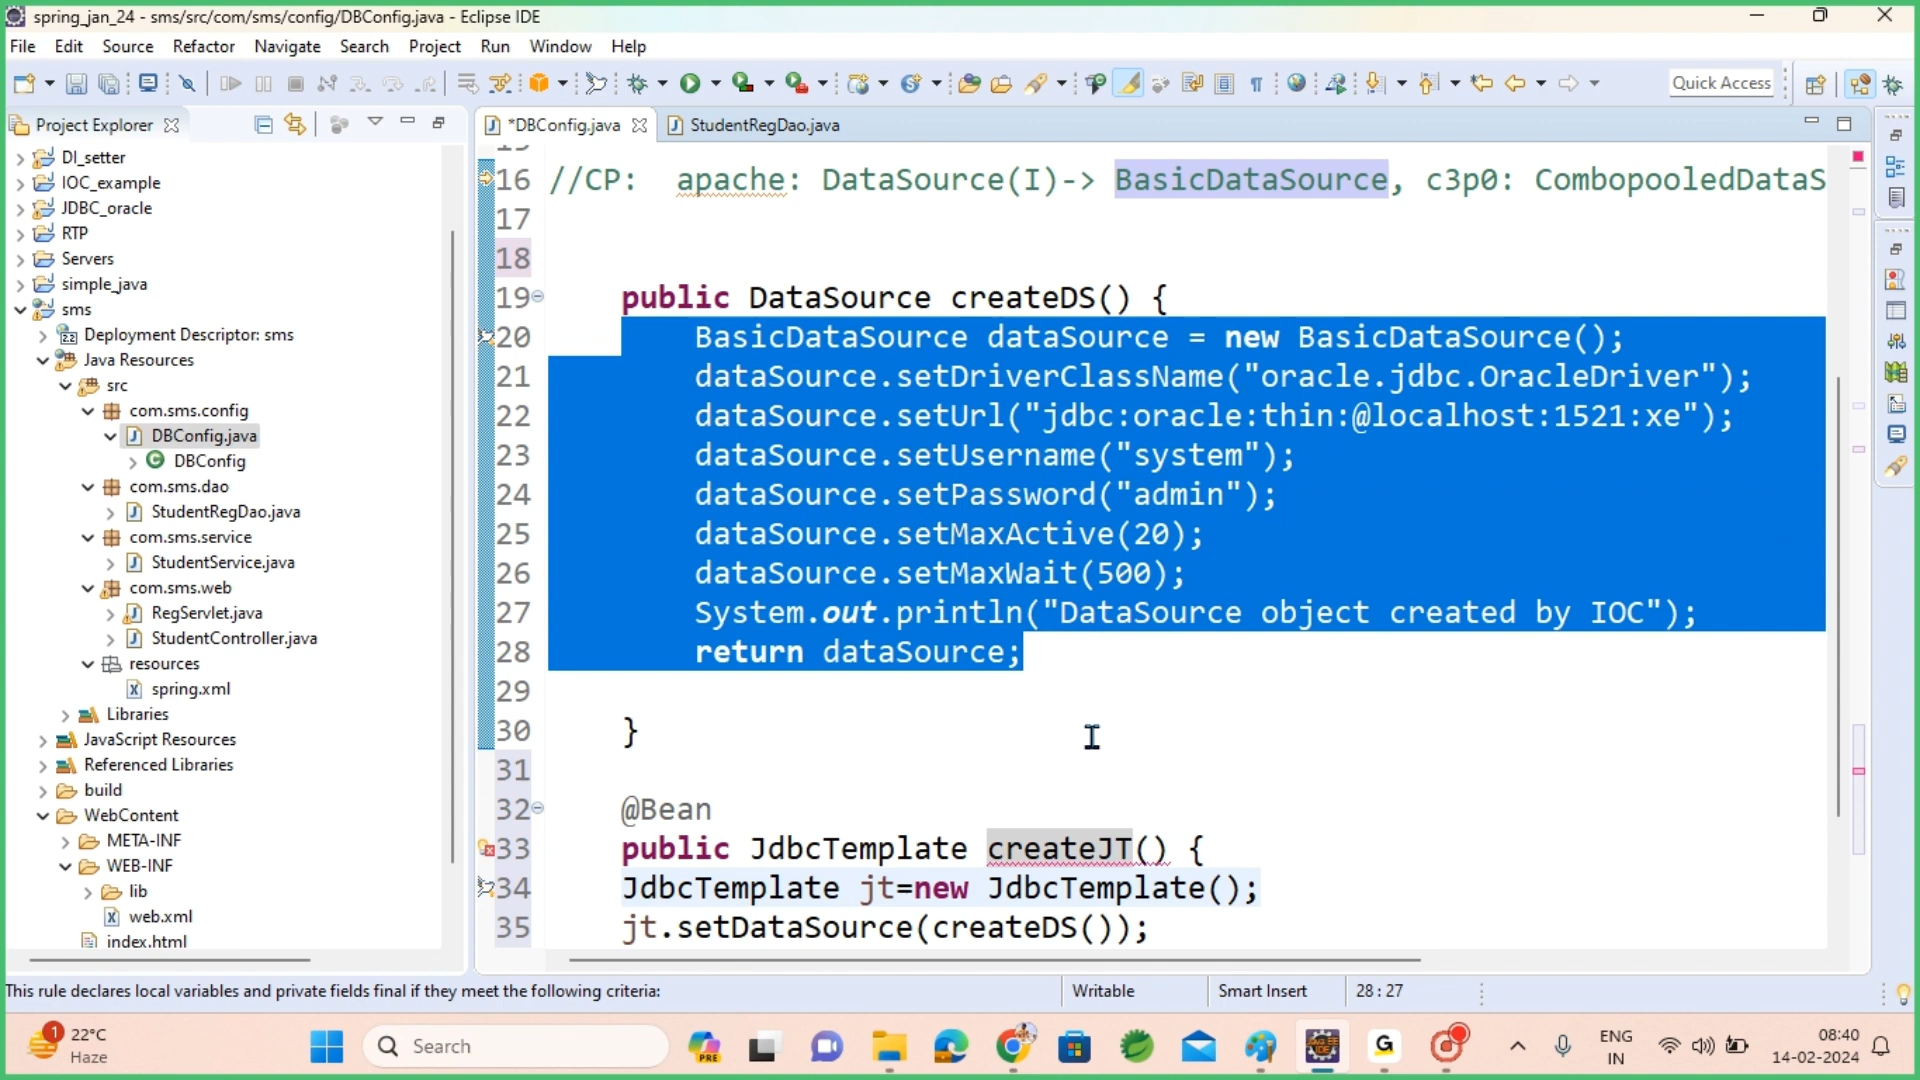 spring_jan_24 - sms/src/com/sms/config/DBConfig.java - Eclipse IDE
File Edit Source Refactor Navigate Search Project Run Window Help
Quick Access
Project Explorer
DI_setter
IOC_example
JDBC_oracle
RTP
Servers
simple_java
sms
Deployment Descriptor: sms
Java Resources
src
com.sms.config
DBConfig.java
DBConfig
com.sms.dao
StudentRegDao.java
com.sms.service
StudentService.java
com.sms.web
RegServlet.java
StudentController.java
resources
spring.xml
Libraries
JavaScript Resources
Referenced Libraries
build
WebContent
META-INF
WEB-INF
lib
web.xml
index.html
*DBConfig.java StudentRegDao.java
16 //CP: apache: DataSource(I)-> BasicDataSource, c3p0: CombopooledDataS
17
18
19 public DataSource createDS() {
20 BasicDataSource dataSource = new BasicDataSource();
21 dataSource.setDriverClassName("oracle.jdbc.OracleDriver");
22 dataSource.setUrl("jdbc:oracle:thin:@localhost:1521:xe");
23 dataSource.setUsername("system");
24 dataSource.setPassword("admin");
25 dataSource.setMaxActive(20);
26 dataSource.setMaxWait(500);
27 System.out.println("DataSource object created by IOC");
28 return dataSource;
29
30 }
31
32 @Bean
33 public JdbcTemplate createJT() {
34 JdbcTemplate jt=new JdbcTemplate();
35 jt.setDataSource(createDS());
This rule declares local variables and private fields final if they meet the following criteria:
Writable Smart Insert 28 : 27
1
22°C
Haze
Search
PRE
ENG
IN
08:40
14-02-2024